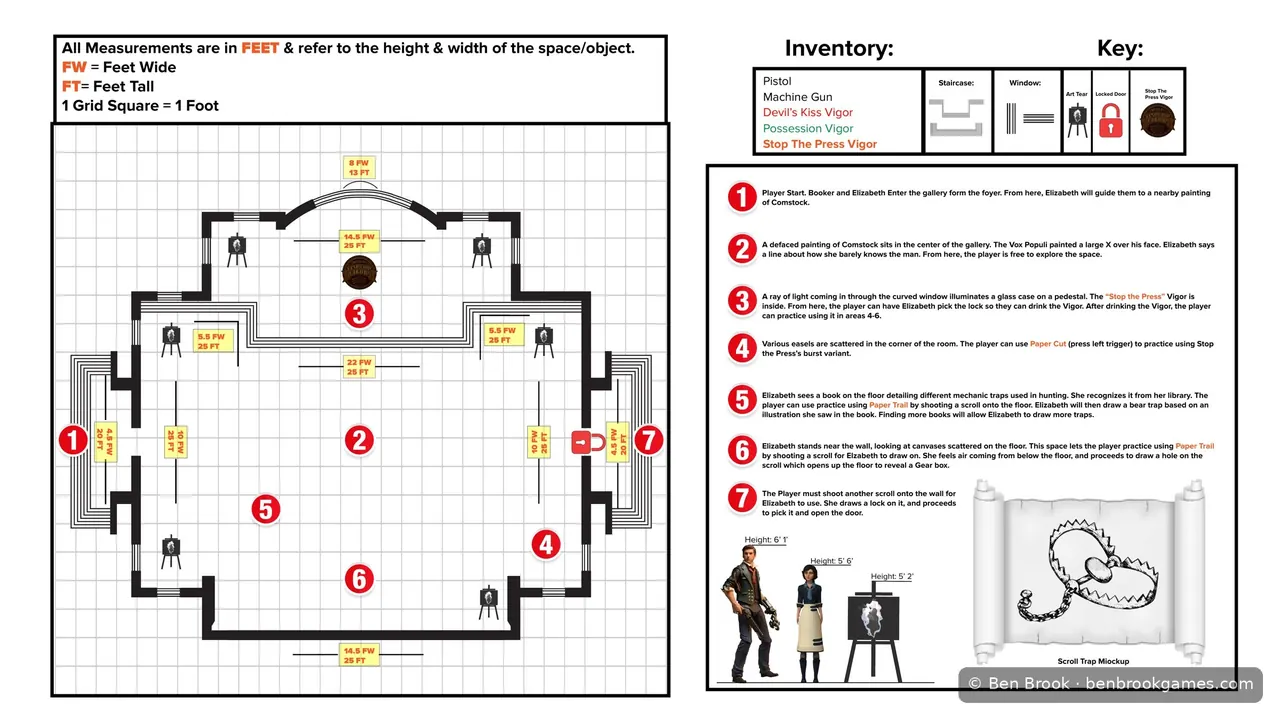 All Measurements are in FEET & refer to the height & width of the space/object.
FW = Feet Wide
FT= Feet Tall
1 Grid Square = 1 Foot
8 FW
13 FT
14.5 FW
25 FT
3
5.5 FW
25 FT
5.5 FW
25 FT
22 FW
25 FT
1
4.5 FW
20 FT
10 FW
25 FT
2
10 FW
25 FT
4.5 FW
20 FT
7
5
4
6
14.5 FW
25 FT
Inventory:
Key:
Pistol
Machine Gun
Devil's Kiss Vigor
Possession Vigor
Stop The Press Vigor
Staircase:
Window:
Art Tear
Locked Door
Stop The
Press Vigor
1
Player Start. Booker and Elizabeth Enter the gallery form the foyer. From here, Elizabeth will guide them to a nearby painting
of Comstock.
2
A defaced painting of Comstock sits in the center of the gallery. The Vox Populi painted a large X over his face. Elizabeth says
a line about how she barely knows the man. From here, the player is free to explore the space.
3
A ray of light coming in through the curved window illuminates a glass case on a pedestal. The "Stop the Press" Vigor is
inside. From here, the player can have Elizabeth pick the lock so they can drink the Vigor. After drinking the Vigor, the player
can practice using it in areas 4-6.
4
Various easels are scattered in the corner of the room. The player can use Paper Cut (press left trigger) to practice using Stop
the Press's burst variant.
5
Elizabeth sees a book on the floor detailing different mechanic traps used in hunting. She recognizes it from her library. The
player can use practice using Paper Trail by shooting a scroll onto the floor. Elizabeth will then draw a bear trap based on an
illustration she saw in the book. Finding more books will allow Elizabeth to draw more traps.
6
Elizabeth stands near the wall, looking at canvases scattered on the floor. This space lets the player practice using Paper Trail
by shooting a scroll for Elzabeth to draw on. She feels air coming from below the floor, and proceeds to draw a hole on the
scroll which opens up the floor to reveal a Gear box.
7
The Player must shoot another scroll onto the wall for
Elizabeth to use. She draws a lock on it, and proceeds
to pick it and open the door.
Height: 6' 1'
Height: 5' 6'
Height: 5' 2'
Scroll Trap Miockup
© Ben Brook · benbrookgames.com